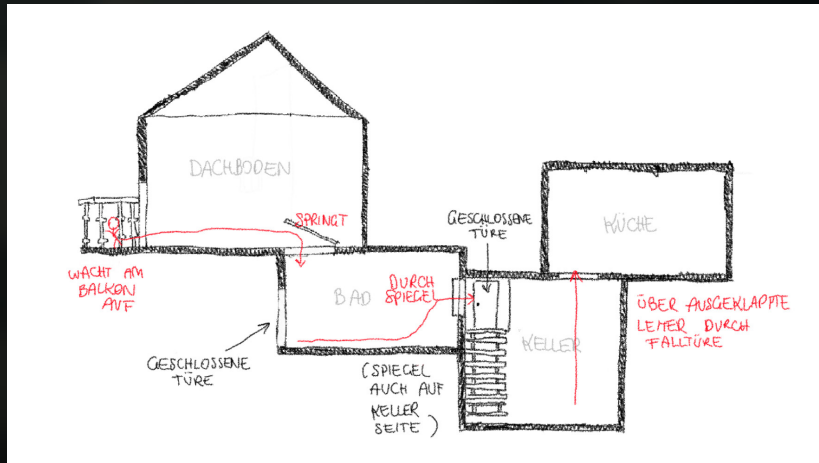 DACHBODEN
SPRINGT
WACHT AM
BALKON
AUF
GESCHLOSSENE
TÜRE
KÜCHE
BAD
DURCH
SPIEGEL
KELLER
ÜBER AUSGEKLAPPTE
LEITER DURCH
FALLTÜRE
GESCHLOSSENE
TÜRE
(SPIEGEL
AUCH AUF
KELLER
SEITE)